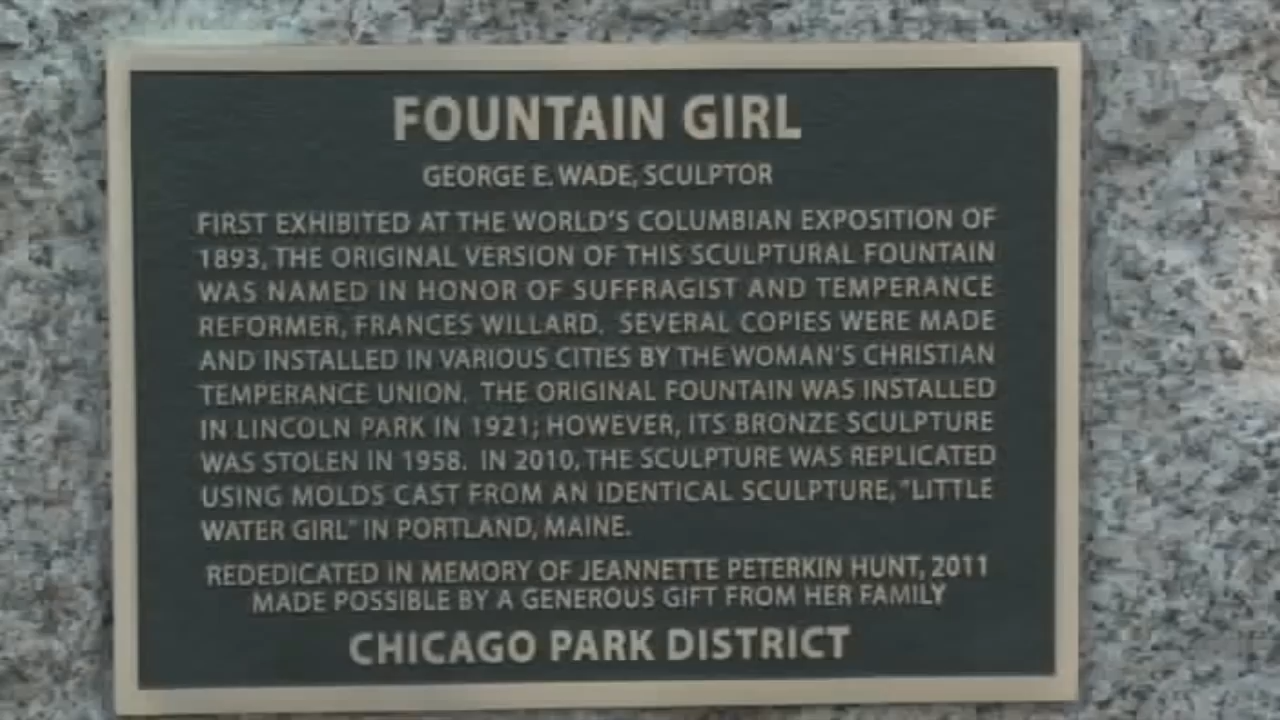 FOUNTAIN GIRL
GEORGE E. WADE, SCULPTOR
FIRST EXHIBITED AT THE WORLD'S COLUMBIAN EXPOSITION OF
1893, THE ORIGINAL VERSION OF THIS SCULPTURAL FOUNTAIN
WAS NAMED IN HONOR OF SUFFRAGIST AND TEMPERANCE
REFORMER, FRANCES WILLARD. SEVERAL COPIES WERE MADE
AND INSTALLED IN VARIOUS CITIES BY THE WOMAN'S CHRISTIAN
TEMPERANCE UNION. THE ORIGINAL FOUNTAIN WAS INSTALLED
IN LINCOLN PARK IN 1921; HOWEVER, ITS BRONZE SCULPTURE
WAS STOLEN IN 1958. IN 2010, THE SCULPTURE WAS REPLICATED
USING MOLDS CAST FROM AN IDENTICAL SCULPTURE, "LITTLE
WATER GIRL" IN PORTLAND, MAINE.
REDEDICATED IN MEMORY OF JEANNETTE PETERKIN HUNT, 2011
MADE POSSIBLE BY A GENEROUS GIFT FROM HER FAMILY
CHICAGO PARK DISTRICT